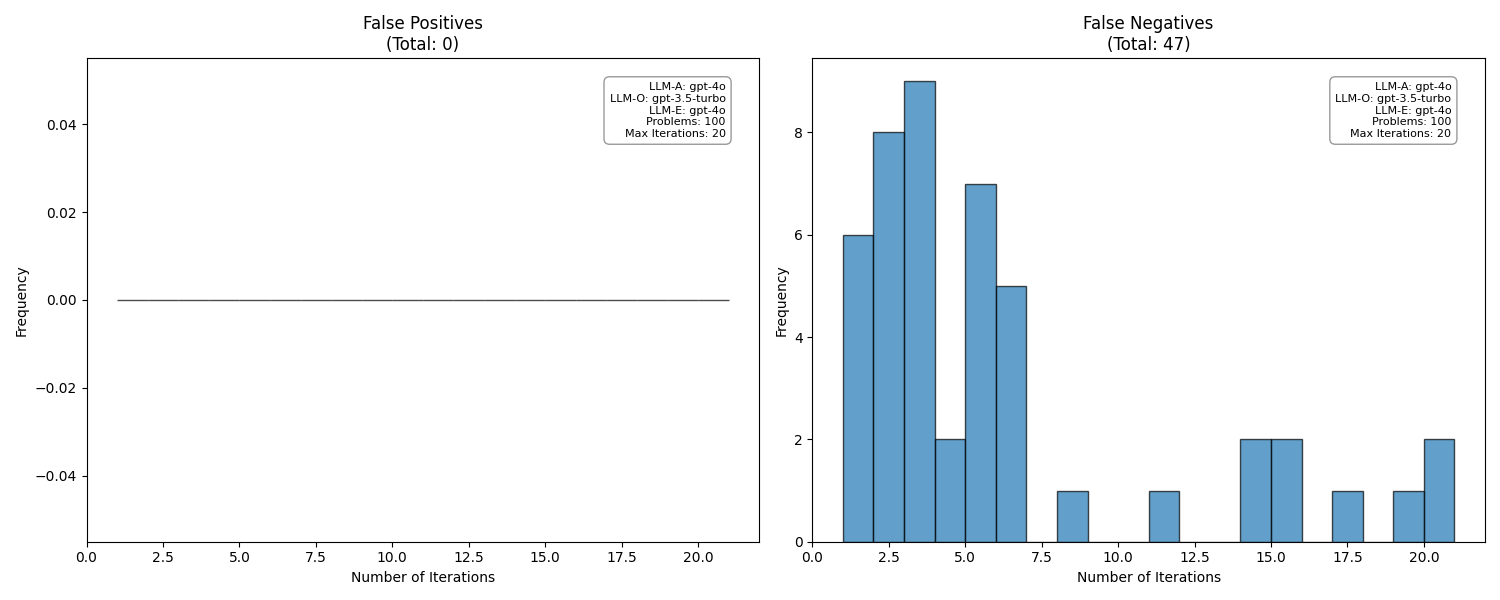 False Positives
(Total: 0)
LLM-A: gpt-4o
LLM-O: gpt-3.5-turbo
LLM-E: gpt-4o
Problems: 100
Max Iterations: 20
Frequency
0.04
0.02
0.00
−0.02
−0.04
0.0 2.5 5.0 7.5 10.0 12.5 15.0 17.5 20.0
Number of Iterations
False Negatives
(Total: 47)
LLM-A: gpt-4o
LLM-O: gpt-3.5-turbo
LLM-E: gpt-4o
Problems: 100
Max Iterations: 20
Frequency
8
6
4
2
0
0.0 2.5 5.0 7.5 10.0 12.5 15.0 17.5 20.0
Number of Iterations